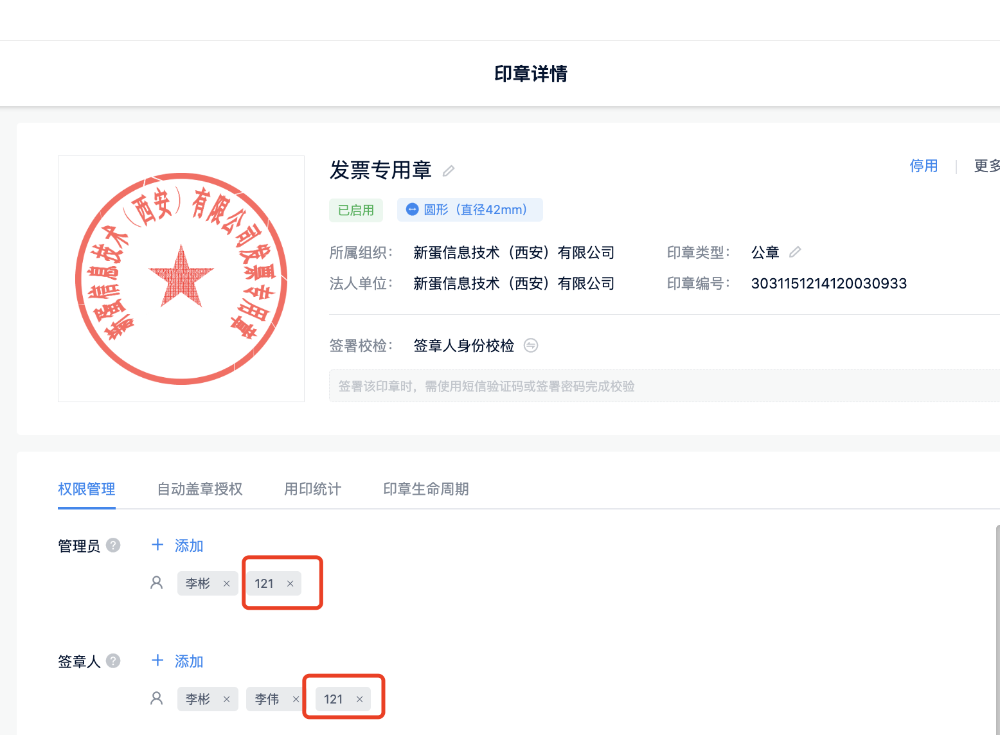 印章详情
新蛋信息技术（西安）有限公司发票专用章
发票专用章
停用
更多
已启用
圆形（直径42mm）
所属组织： 新蛋信息技术（西安）有限公司
印章类型： 公章
法人单位： 新蛋信息技术（西安）有限公司
印章编号： 3031151214120030933
签署校检： 签章人身份校检
签署该印章时，需使用短信验证码或签署密码完成校验
权限管理 自动盖章授权 用印统计 印章生命周期
管理员 ? + 添加
李彬 × 121 ×
签章人 ? + 添加
李彬 × 李伟 × 121 ×